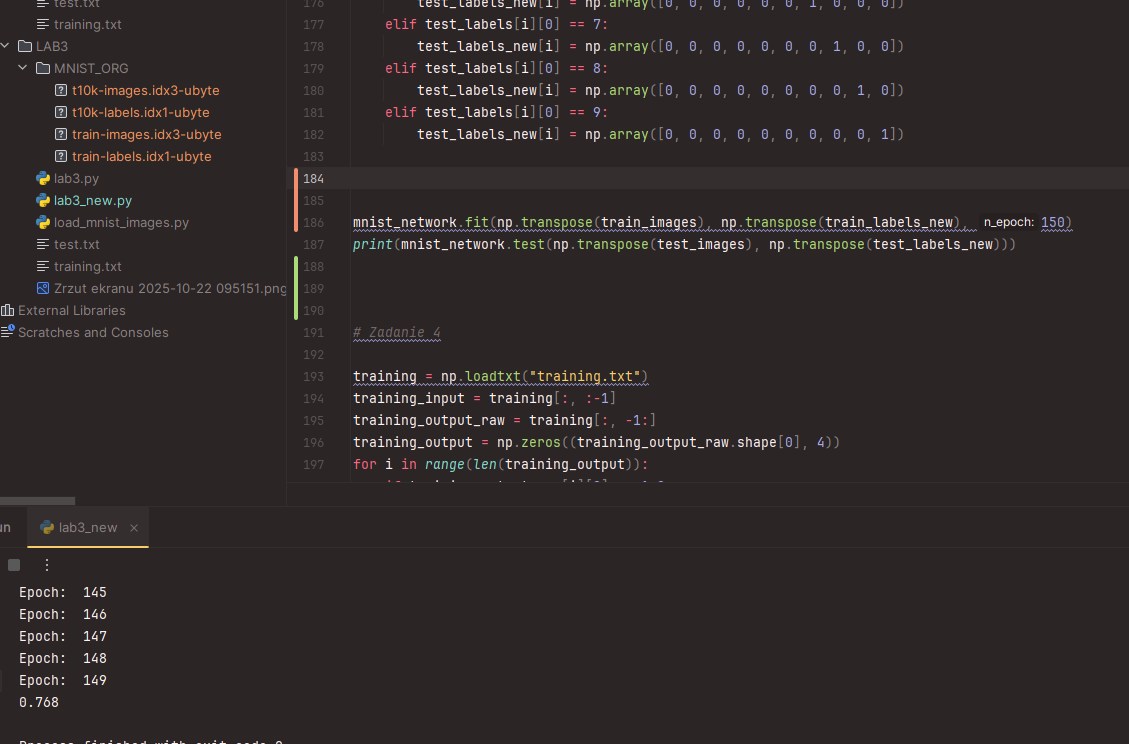 test.txt
training.txt
LAB3
MNIST_ORG
t10k-images.idx3-ubyte
t10k-labels.idx1-ubyte
train-images.idx3-ubyte
train-labels.idx1-ubyte
lab3.py
lab3_new.py
load_mnist_images.py
test.txt
training.txt
Zrzut ekranu 2025-10-22 095151.png
External Libraries
Scratches and Consoles
176 test_labels_new[i] = np.array([0, 0, 0, 0, 0, 0, 1, 0, 0, 0])
177 elif test_labels[i][0] == 7:
178 test_labels_new[i] = np.array([0, 0, 0, 0, 0, 0, 0, 1, 0, 0])
179 elif test_labels[i][0] == 8:
180 test_labels_new[i] = np.array([0, 0, 0, 0, 0, 0, 0, 0, 1, 0])
181 elif test_labels[i][0] == 9:
182 test_labels_new[i] = np.array([0, 0, 0, 0, 0, 0, 0, 0, 0, 1])
183
184
185
186 mnist_network.fit(np.transpose(train_images), np.transpose(train_labels_new), n_epoch: 150)
187 print(mnist_network.test(np.transpose(test_images), np.transpose(test_labels_new)))
188
189
190
191 # Zadanie 4
192
193 training = np.loadtxt("training.txt")
194 training_input = training[:, :-1]
195 training_output_raw = training[:, -1:]
196 training_output = np.zeros((training_output_raw.shape[0], 4))
197 for i in range(len(training_output)):
un
lab3_new
Epoch: 145
Epoch: 146
Epoch: 147
Epoch: 148
Epoch: 149
0.768
Process finished with exit code 0